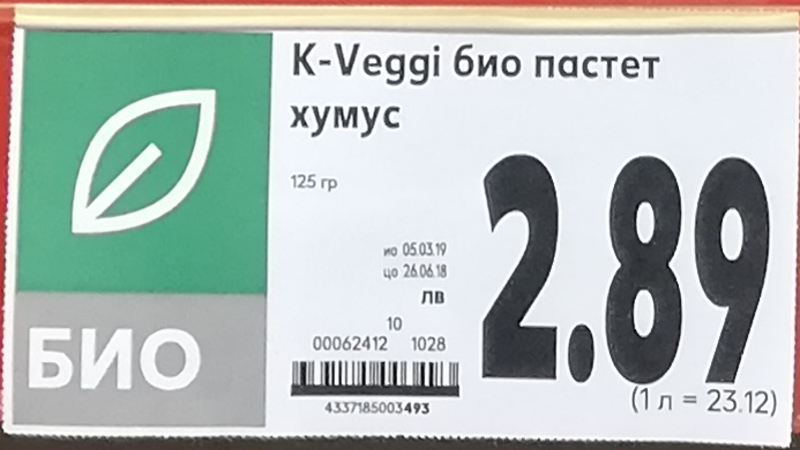 K-Veggi био пастет
хумус
125 гр
ио 05.03.19
цо 26.06.18
лв
10
00062412 1028
4337185003493
2.89
(1 л = 23.12)
БИО